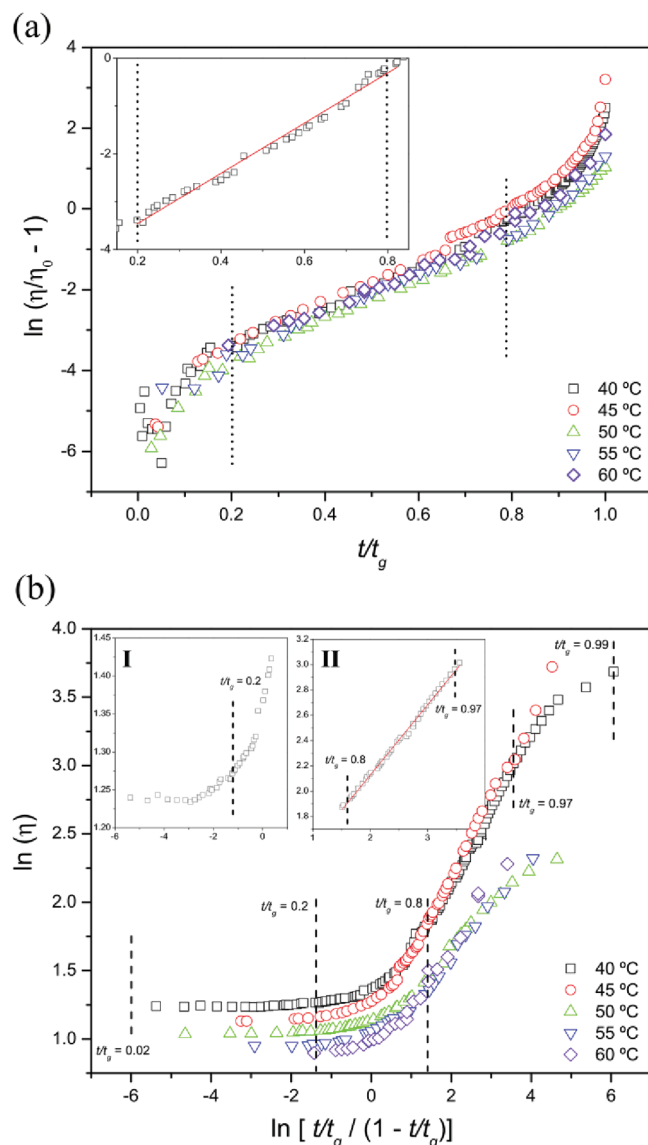 (a)
4
2
0
-2
-4
-6
ln (η/η0 - 1)
0
-2
-4
0.2
0.4
0.6
0.8
40 ºC
45 ºC
50 ºC
55 ºC
60 ºC
0.0
0.2
0.4
0.6
0.8
1.0
t/tg
(b)
4.0
3.5
3.0
2.5
2.0
1.5
1.0
ln (η)
I
1.45
1.40
1.35
1.30
1.25
1.20
t/tg = 0.2
-6
-4
-2
0
II
3.0
2.6
2.2
1.8
1.4
1.0
t/tg = 0.8
t/tg = 0.97
1
2
3
t/tg = 0.99
t/tg = 0.97
t/tg = 0.8
t/tg = 0.2
t/tg = 0.02
40 ºC
45 ºC
50 ºC
55 ºC
60 ºC
-6
-4
-2
0
2
4
6
ln [ t/tg / (1 - t/tg)]